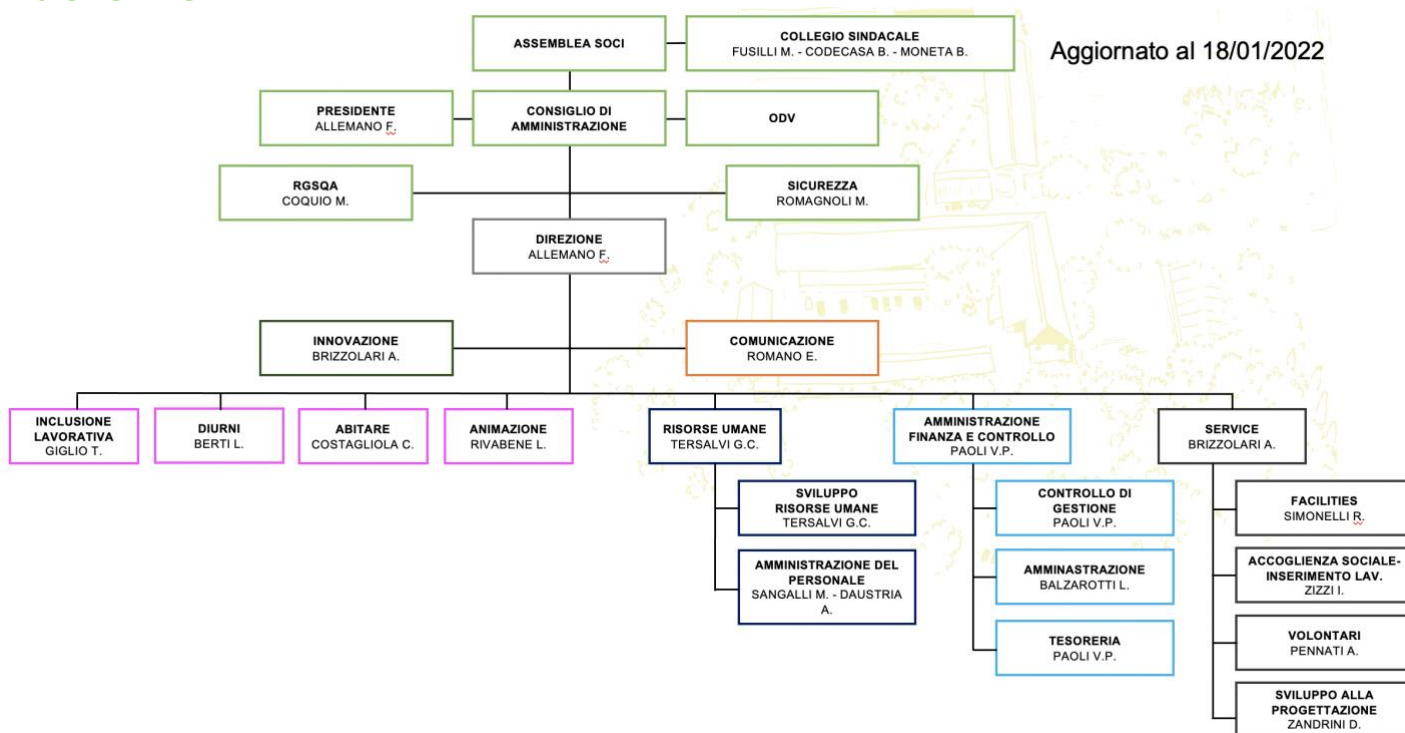 ASSEMBLEA SOCI
COLLEGIO SINDACALE
FUSILLI M. - CODECASA B. - MONETA B.
Aggiornato al 18/01/2022
PRESIDENTE
ALLEMANO F.
CONSIGLIO DI
AMMINISTRAZIONE
ODV
RGSQA
COQUIO M.
SICUREZZA
ROMAGNOLI M.
DIREZIONE
ALLEMANO F.
INNOVAZIONE
BRIZZOLARI A.
COMUNICAZIONE
ROMANO E.
INCLUSIONE
LAVORATIVA
GIGLIO T.
DIURNI
BERTI L.
ABITARE
COSTAGLIOLA C.
ANIMAZIONE
RIVABENE L.
RISORSE UMANE
TERSALVI G.C.
AMMINISTRAZIONE
FINANZA E CONTROLLO
PAOLI V.P.
SERVICE
BRIZZOLARI A.
SVILUPPO
RISORSE UMANE
TERSALVI G.C.
AMMINISTRAZIONE DEL
PERSONALE
SANGALLI M. - DAUSTRIA
A.
CONTROLLO DI
GESTIONE
PAOLI V.P.
AMMINASTRAZIONE
BALZAROTTI L.
TESORERIA
PAOLI V.P.
FACILITIES
SIMONELLI R.
ACCOGLIENZA SOCIALE-
INSERIMENTO LAV.
ZIZZI I.
VOLONTARI
PENNATI A.
SVILUPPO ALLA
PROGETTAZIONE
ZANDRINI D.